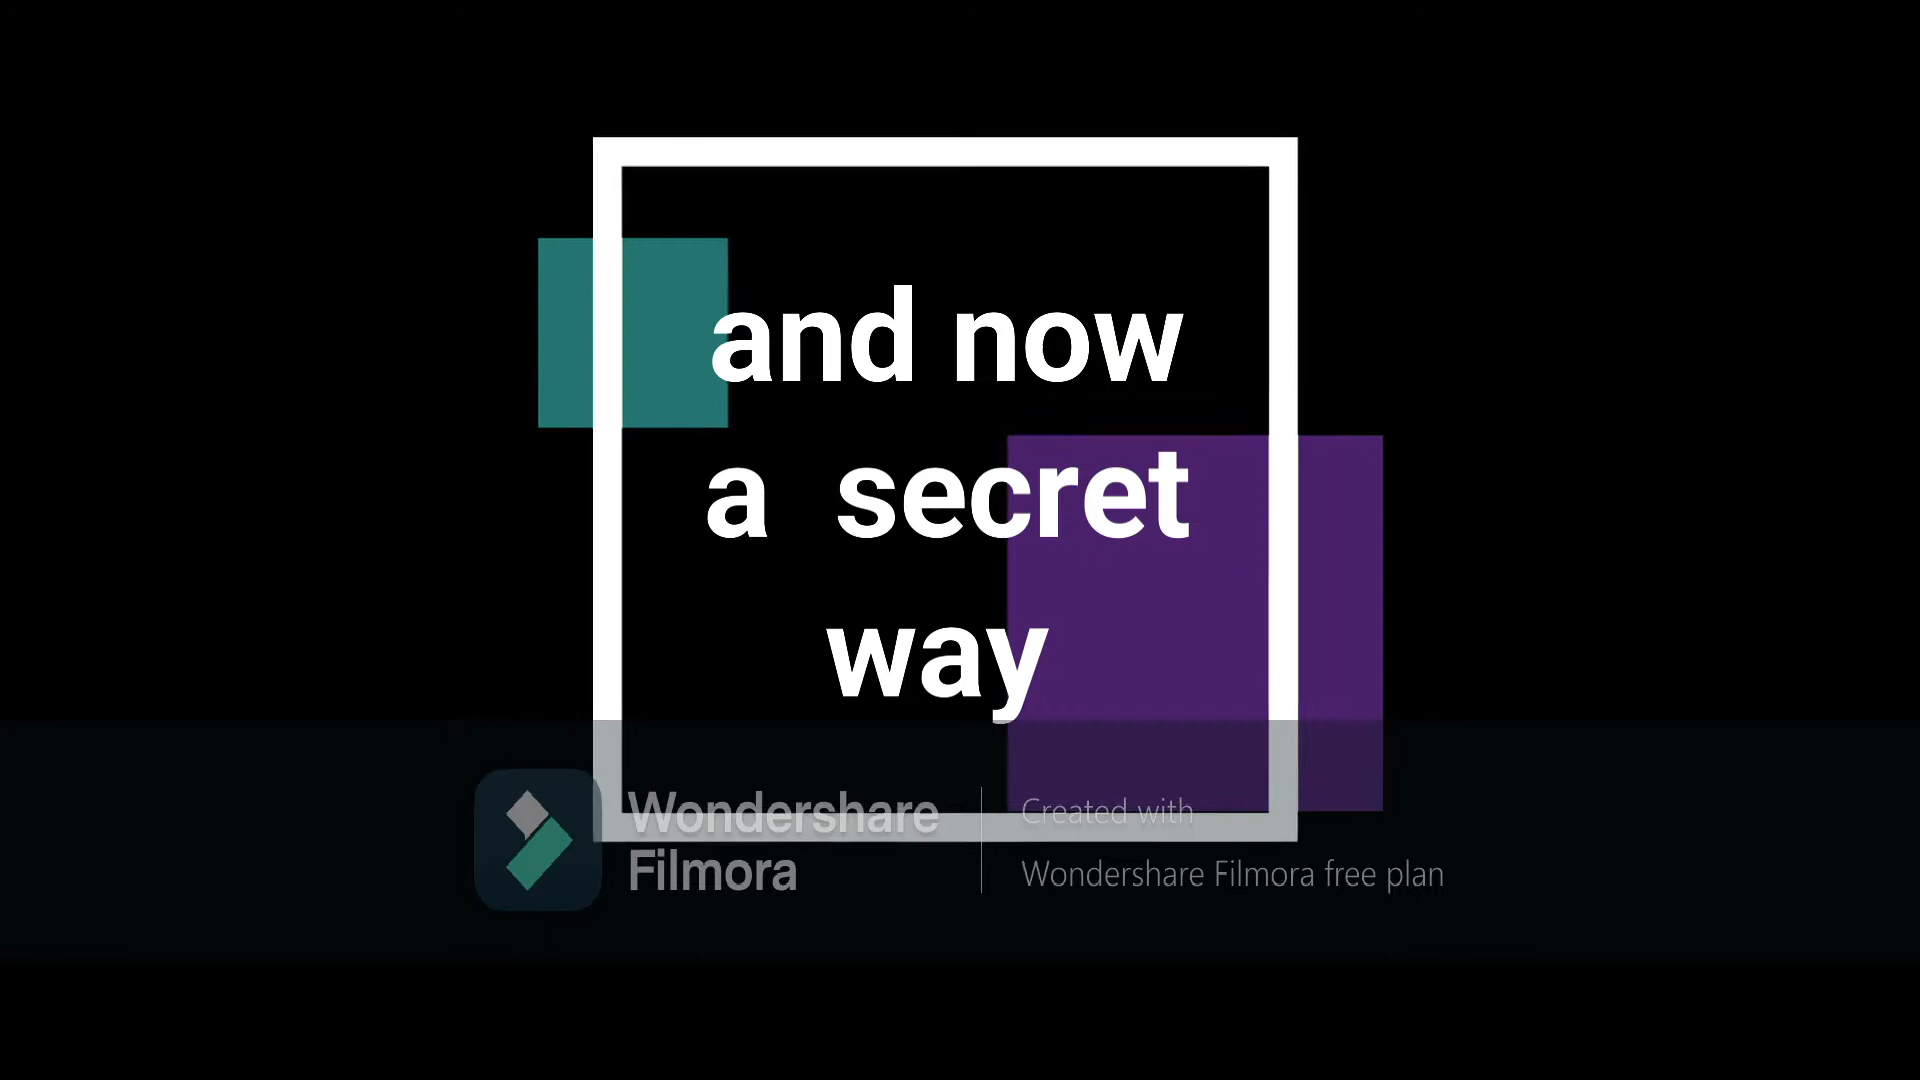 and now
a  secret
way
Wondershare
Filmora
Created with
Wondershare Filmora free plan